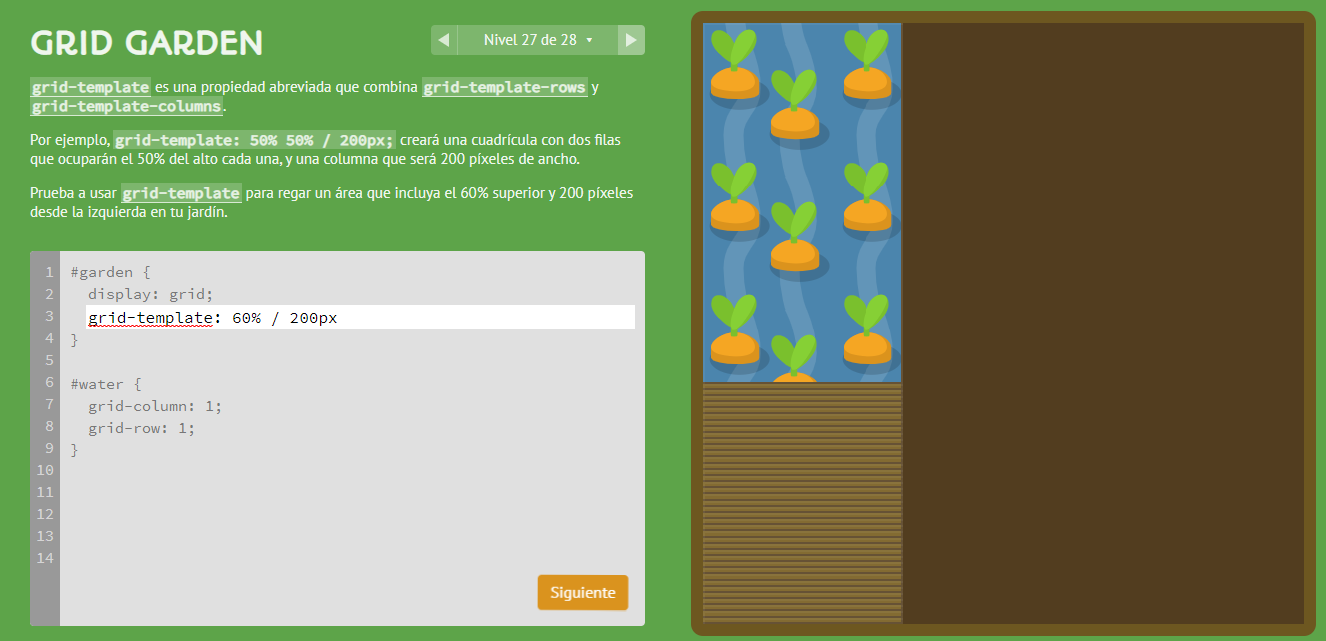 GRID GARDEN
◀ Nivel 27 de 28 ▾ ▶
grid-template es una propiedad abreviada que combina grid-template-rows y
grid-template-columns.
Por ejemplo, grid-template: 50% 50% / 200px; creará una cuadrícula con dos filas
que ocuparán el 50% del alto cada una, y una columna que será 200 píxeles de ancho.
Prueba a usar grid-template para regar un área que incluya el 60% superior y 200 píxeles
desde la izquierda en tu jardín.
1 #garden {
2 display: grid;
3 grid-template: 60% / 200px
4 }
5
6 #water {
7 grid-column: 1;
8 grid-row: 1;
9 }
10
11
12
13
14
Siguiente